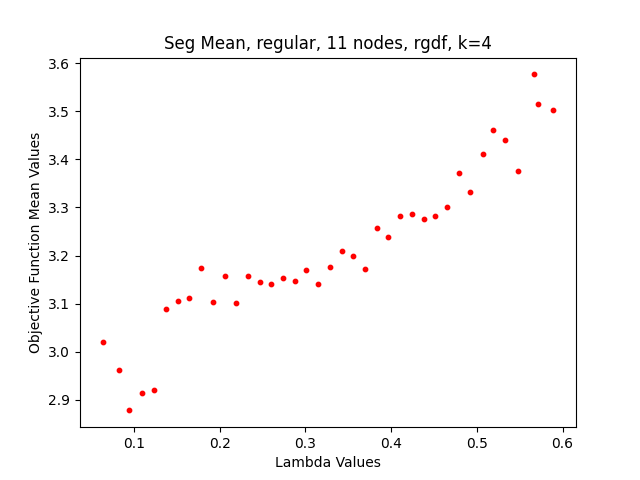 Seg Mean, regular, 11 nodes, rgdf, k=4
3.6
3.5
3.4
3.3
3.2
3.1
3.0
2.9
Objective Function Mean Values
0.1 0.2 0.3 0.4 0.5 0.6
Lambda Values